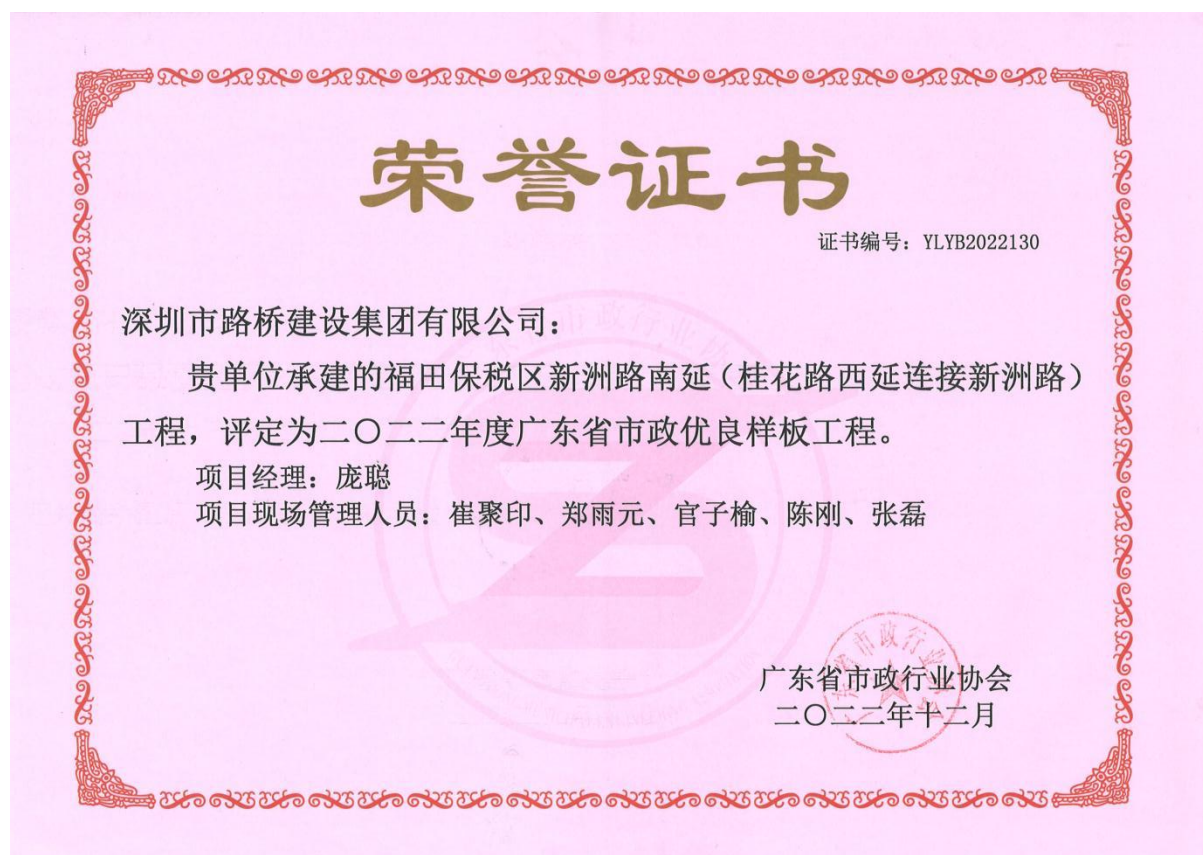 荣誉证书
证书编号：YLYB2022130
深圳市路桥建设集团有限公司：
贵单位承建的福田保税区新洲路南延（桂花路西延连接新洲路）
工程，评定为二〇二二年度广东省市政优良样板工程。
项目经理：庞聪
项目现场管理人员：崔聚印、郑雨元、官子榆、陈刚、张磊
广东省市政行业协会
二〇二二年十二月